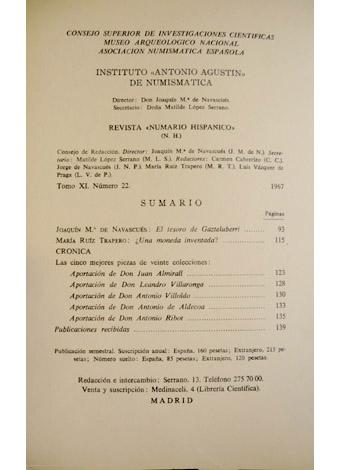 CONSEJO SUPERIOR DE INVESTIGACIONES CIENTIFICAS
MUSEO ARQUEOLOGICO NACIONAL
ASOCIACION NUMISMATICA ESPAÑOLA
INSTITUTO «ANTONIO AGUSTIN»
DE NUMISMATICA
Director: Don Joaquín M.ª de Navascués.
Secretario: Doña Matilde López Serrano.
REVISTA «NUMARIO HISPANICO»
(N. H.)
Consejo de Redacción. Director: Joaquín M.ª de Navascués (J. M. de N.). Secre-
tario: Matilde López Serrano (M. L. S.). Redactores: Carmen Cabrerizo (C. C.),
Jorge de Navascués (J. N. P.), María Ruiz Trapero (M. R. T.), Luis Vázquez de
Praga (L. V. de P.).
Tomo XI. Número 22. 1967
SUMARIO
Páginas
JOAQUÍN M.ª DE NAVASCUÉS: El tesoro de Gazteluberri ........ 93
MARÍA RUIZ TRAPERO: ¿Una moneda inventada? ........ 115
CRONICA
Las cinco mejores piezas de veinte colecciones:
Aportación de Don Juan Almirall ........ 123
Aportación de Don Leandro Villaronga ........ 128
Aportación de Don Antonio Villoldo ........ 130
Aportación de Don Antonio de Aldecoa ........ 133
Aportación de Don Antonio Ribot ........ 135
Publicaciones recibidas ........ 139
Publicación semestral. Suscripción anual: España, 160 pesetas; Extranjero, 215 pe-
setas; Número suelto: España, 85 pesetas; Extranjero, 120 pesetas.
Redacción e intercambio: Serrano, 13. Teléfono 275 70 00.
Venta y suscripción: Medinaceli, 4 (Librería Científica).
MADRID